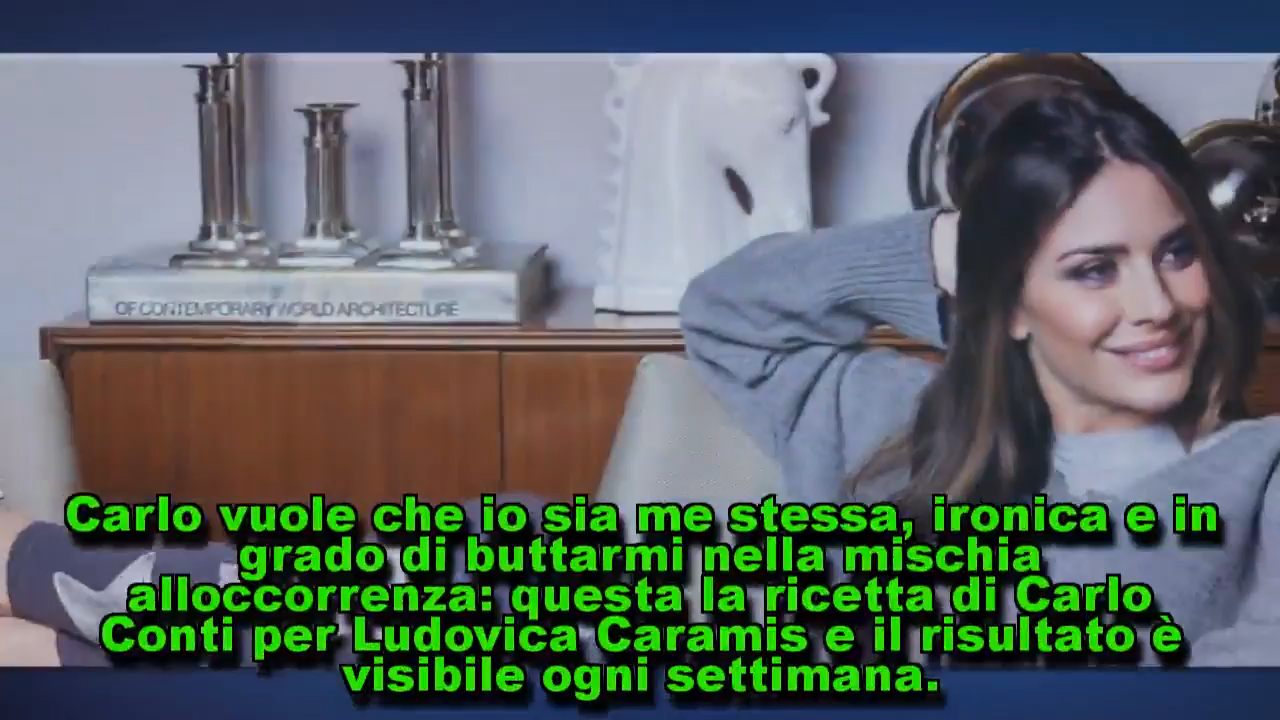 OF CONTEMPORARY WORLD ARCHITECTURE
Carlo vuole che io sia me stessa, ironica e in
grado di buttarmi nella mischia
alloccorrenza: questa la ricetta di Carlo
Conti per Ludovica Caramis e il risultato è
visibile ogni settimana.